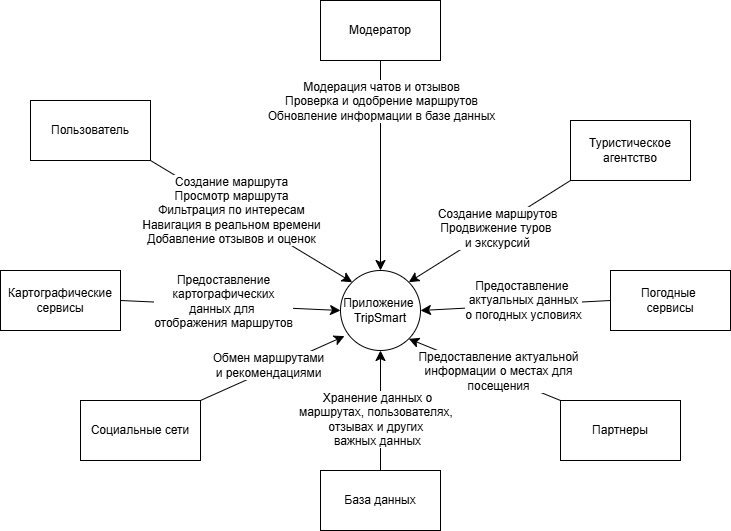 Модератор
Модерация чатов и отзывов
Проверка и одобрение маршрутов
Обновление информации в базе данных
Пользователь
Создание маршрута
Просмотр маршрута
Фильтрация по интересам
Навигация в реальном времени
Добавление отзывов и оценок
Туристическое
агентство
Создание маршрутов
Продвижение туров
и экскурсий
Картографические
сервисы
Предоставление
картографических
данных для
отображения маршрутов
Приложение
TripSmart
Предоставление
актуальных данных
о погодных условиях
Погодные
сервисы
Обмен маршрутами
и рекомендациями
Социальные сети
Предоставление актуальной
информации о местах для
посещения
Партнеры
Хранение данных о
маршрутах, пользователях,
отзывах и других
важных данных
База данных